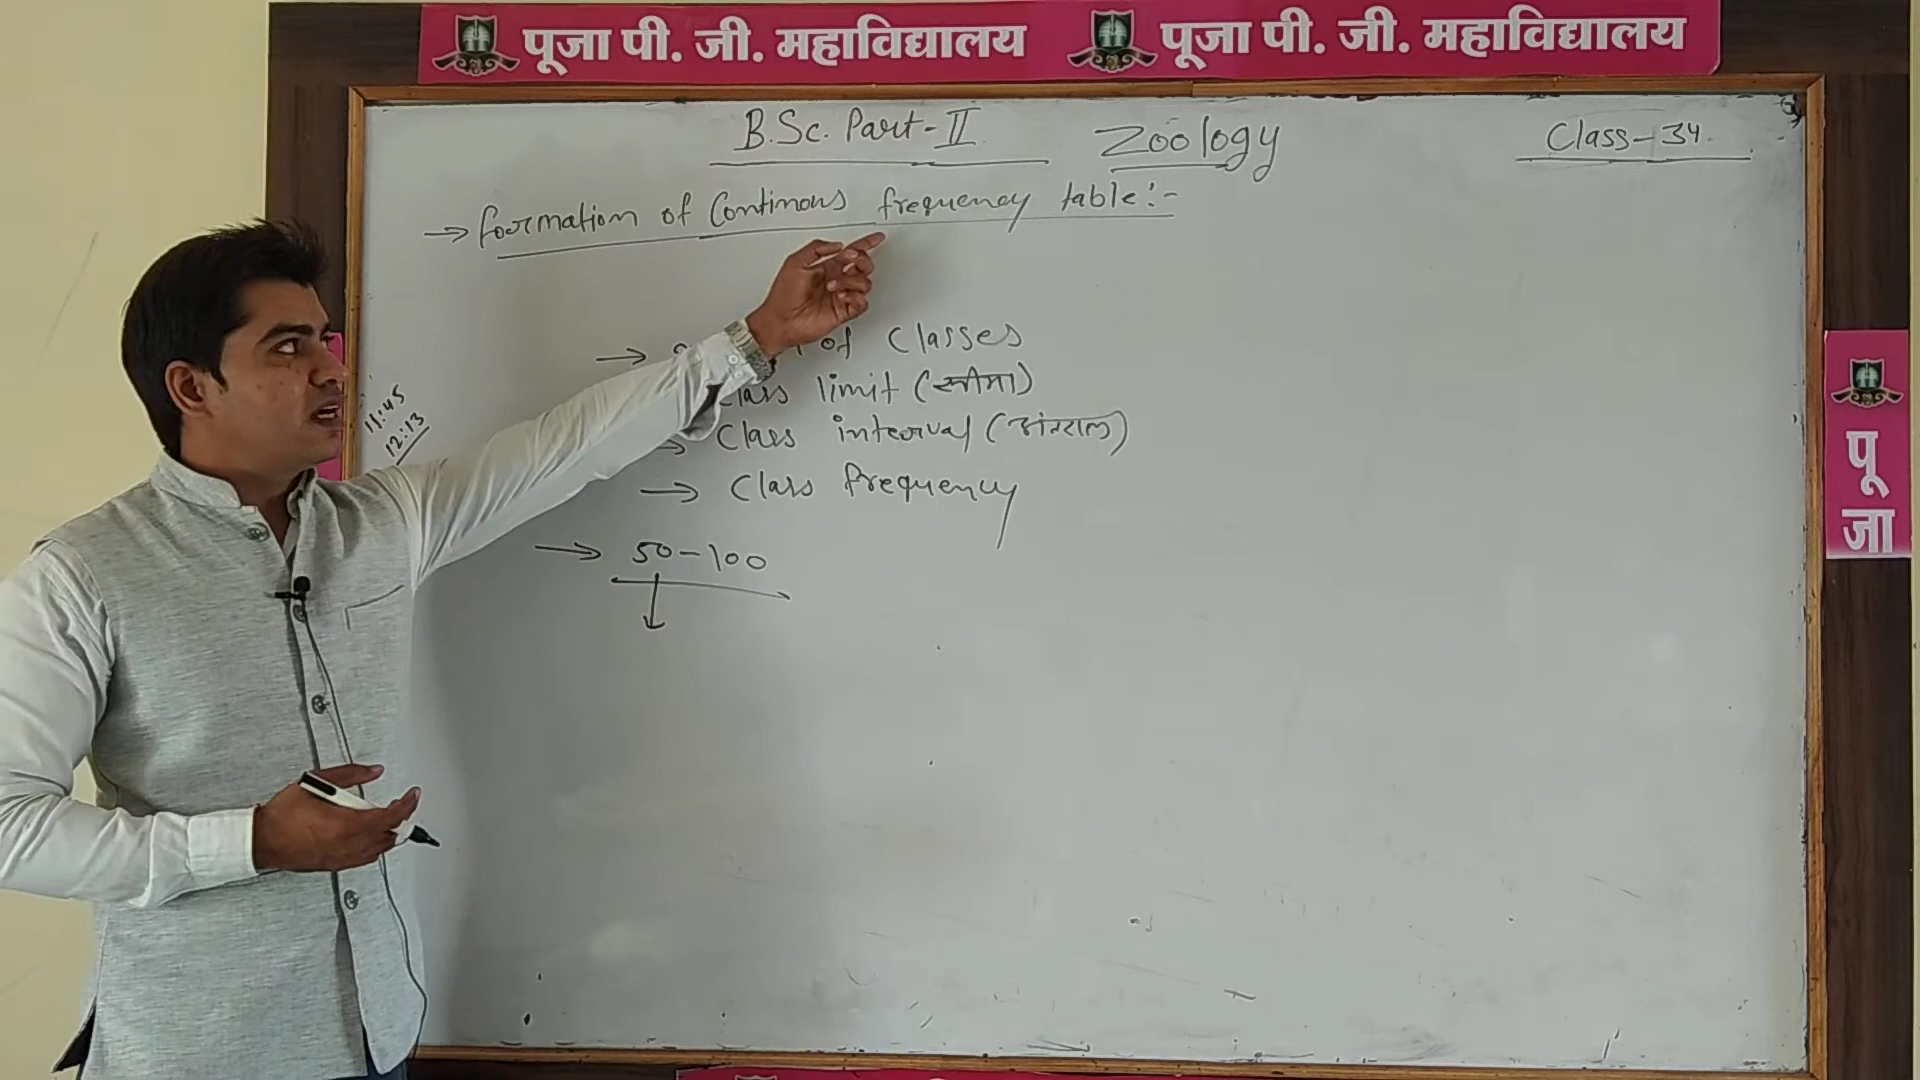 पूजा पी. जी. महाविद्यालय पूजा पी. जी. महाविद्यालय
B.Sc. Part-II Zoology Class-34.
→ formation of Continous frequency table:-
→ of Classes
Class limit (सीमा)
→ Class interval (अंतराल)
→ Class frequency
→ 50-100
11:45
12:13
पू
जा